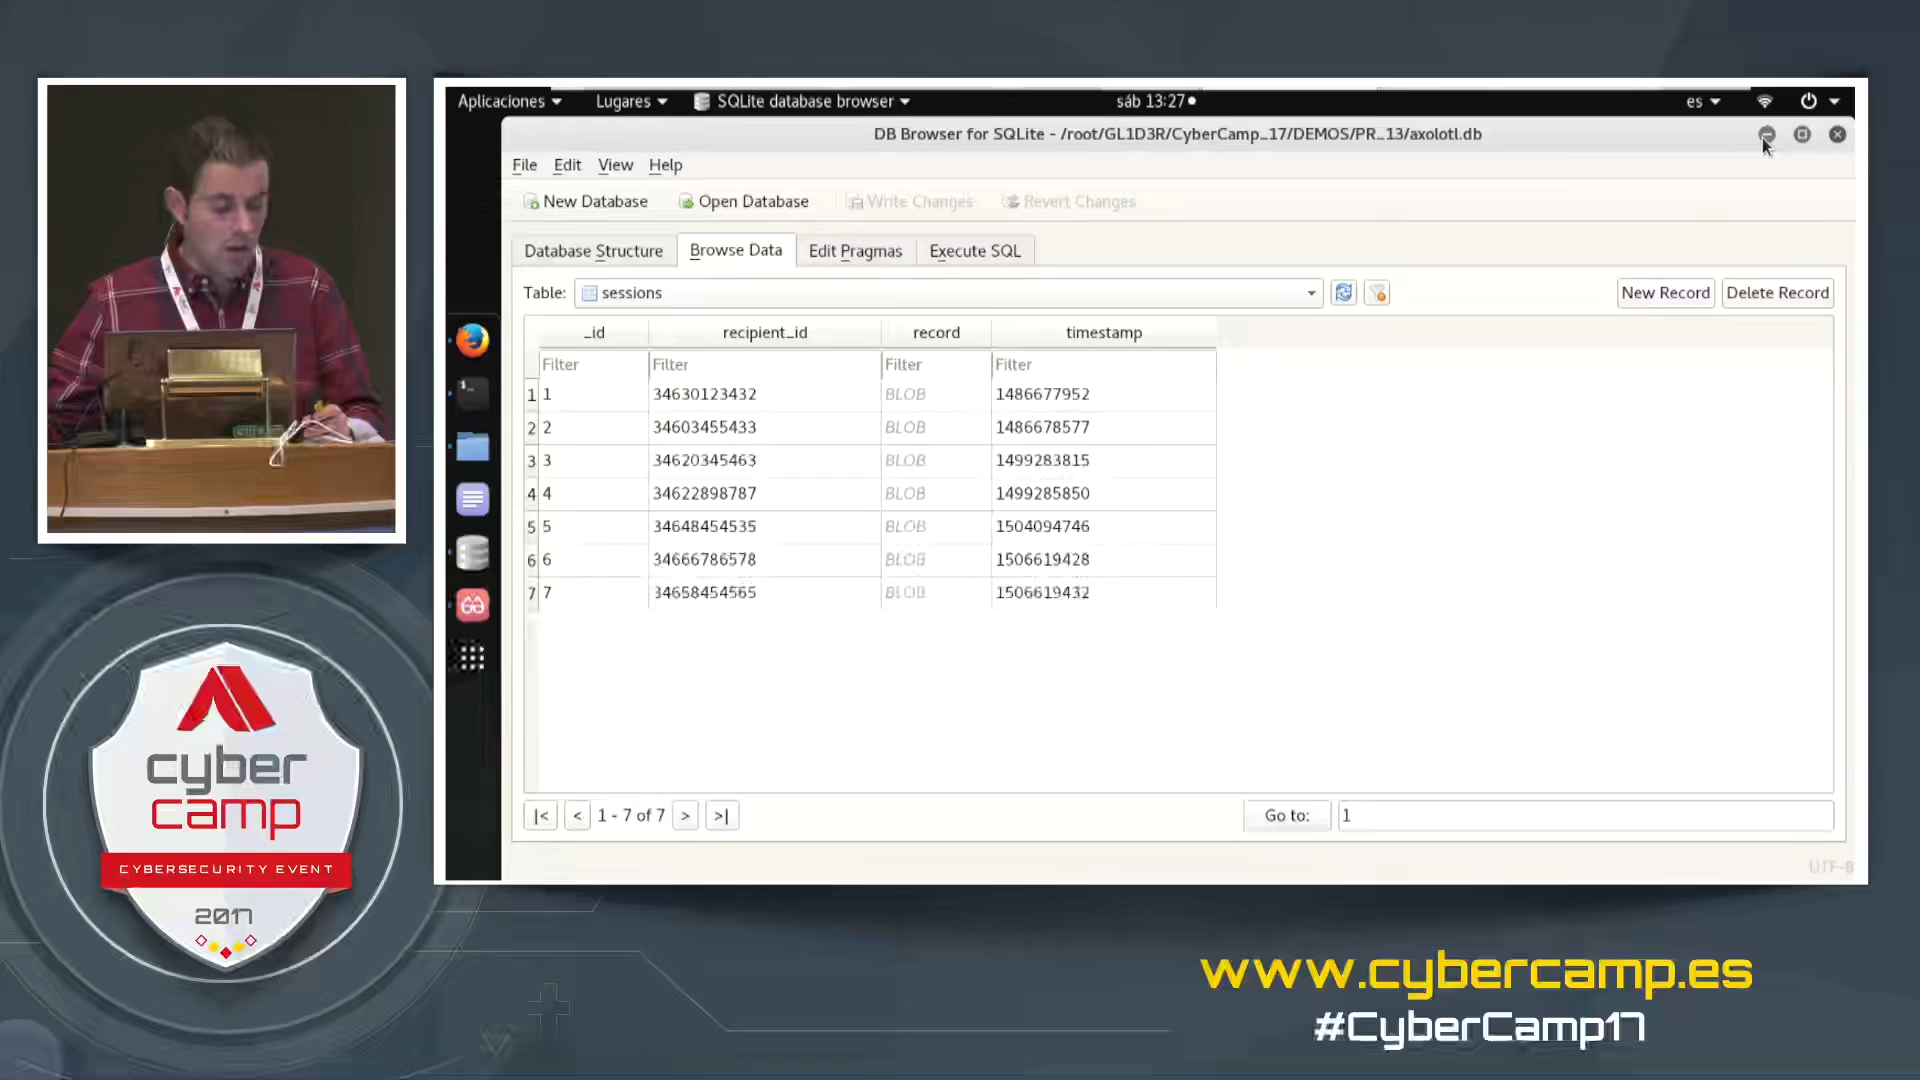 Aplicaciones Lugares SQLite database browser sáb 13:27 es
DB Browser for SQLite - /root/GL1D3R/CyberCamp_17/DEMOS/PR_13/axolotl.db
File Edit View Help
New Database Open Database Write Changes Revert Changes
Database Structure Browse Data Edit Pragmas Execute SQL
Table: sessions New Record Delete Record
_id recipient_id record timestamp
Filter Filter Filter Filter
1 1 34630123432 BLOB 1486677952
2 2 34603455433 BLOB 1486678577
3 3 34620345463 BLOB 1499283815
4 4 34622898787 BLOB 1499285850
5 5 34648454535 BLOB 1504094746
6 6 34666786578 BLOB 1506619428
7 7 34658454565 BLOB 1506619432
|< < 1 - 7 of 7 > >| Go to: 1
UTF-8
cyber
camp
CYBERSECURITY EVENT
2017
www.cybercamp.es
#CyberCamp17